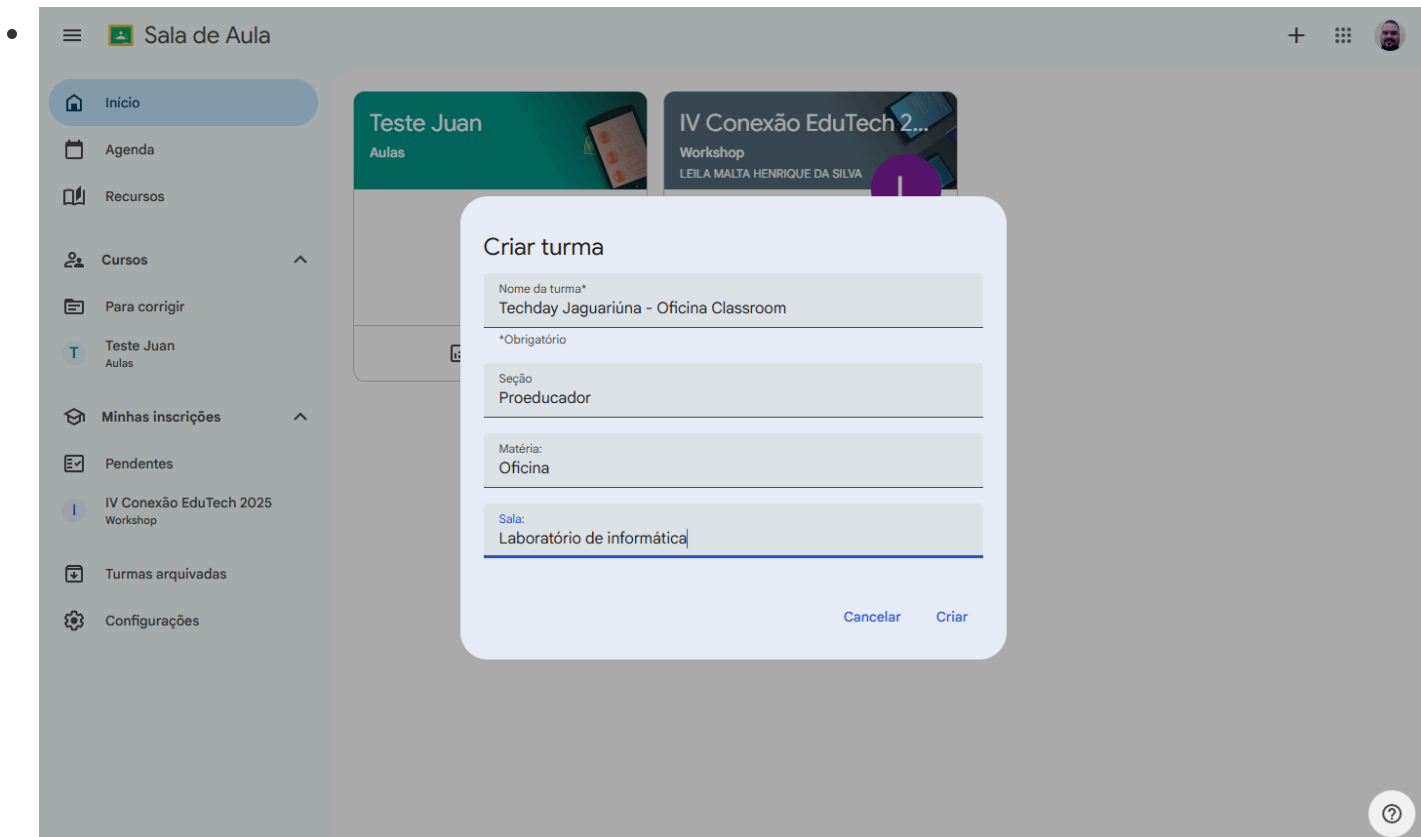 Sala de Aula
Início
Agenda
Recursos
Cursos
Para corrigir
T
Teste Juan
Aulas
Minhas inscrições
Pendentes
I
IV Conexão EduTech 2025
Workshop
Turmas arquivadas
Configurações
Teste Juan
Aulas
IV Conexão EduTech 2...
Workshop
LEILA MALTA HENRIQUE DA SILVA
Criar turma
Nome da turma*
Techday Jaguariúna - Oficina Classroom
*Obrigatório
Seção
Proeducador
Matéria:
Oficina
Sala:
Laboratório de informática
Cancelar
Criar